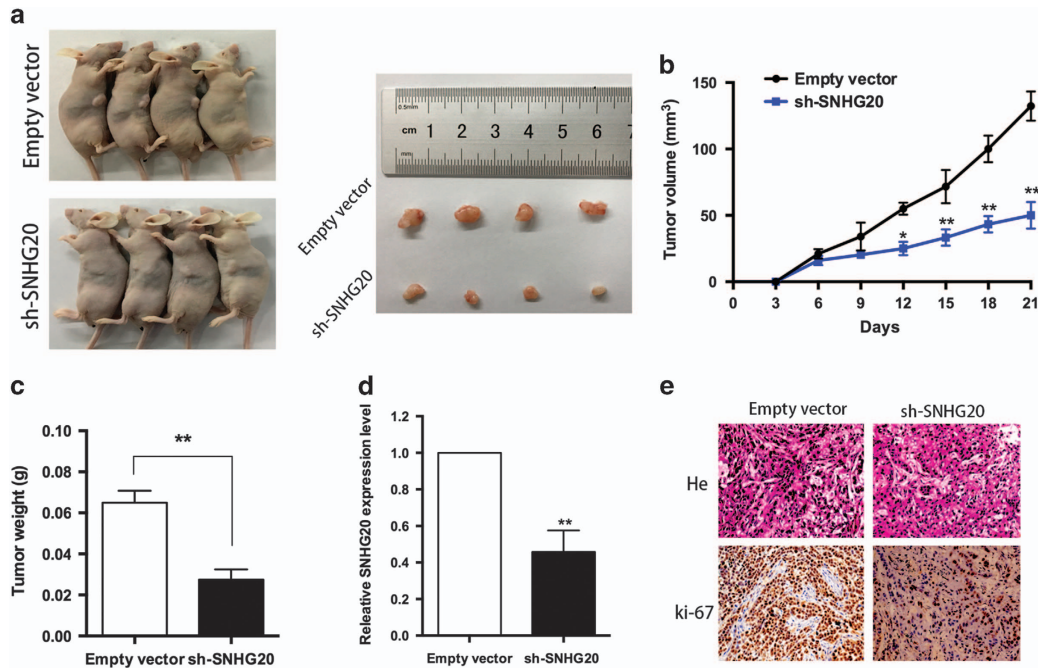 a
Empty vector
sh-SNHG20
0.5mm
cm 1 2 3 4 5 6 7
mm
Empty vector
sh-SNHG20
b
Empty vector
sh-SNHG20
Tumor volume (mm³)
150
100
50
0
*
**
**
**
0 3 6 9 12 15 18 21
Days
c
Tumor weight (g)
0.10
0.08
0.06
0.04
0.02
0.00
**
Empty vector sh-SNHG20
d
Releative SNHG20 expression level
1.2
1.0
0.8
0.6
0.4
0.2
0.0
**
Empty vector sh-SNHG20
e
Empty vector sh-SNHG20
He
ki-67